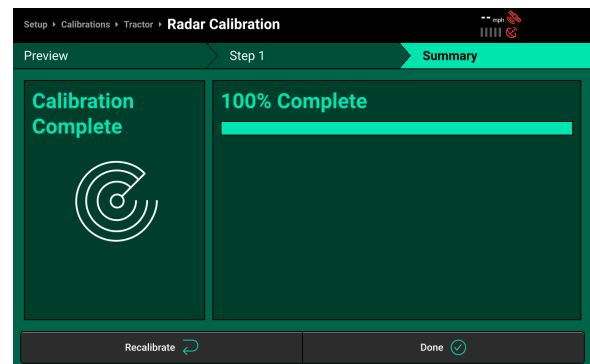 Setup ▸ Calibrations ▸ Tractor ▸ Radar Calibration
-- mph
Preview
Step 1
Summary
Calibration
Complete
100% Complete
Recalibrate
Done